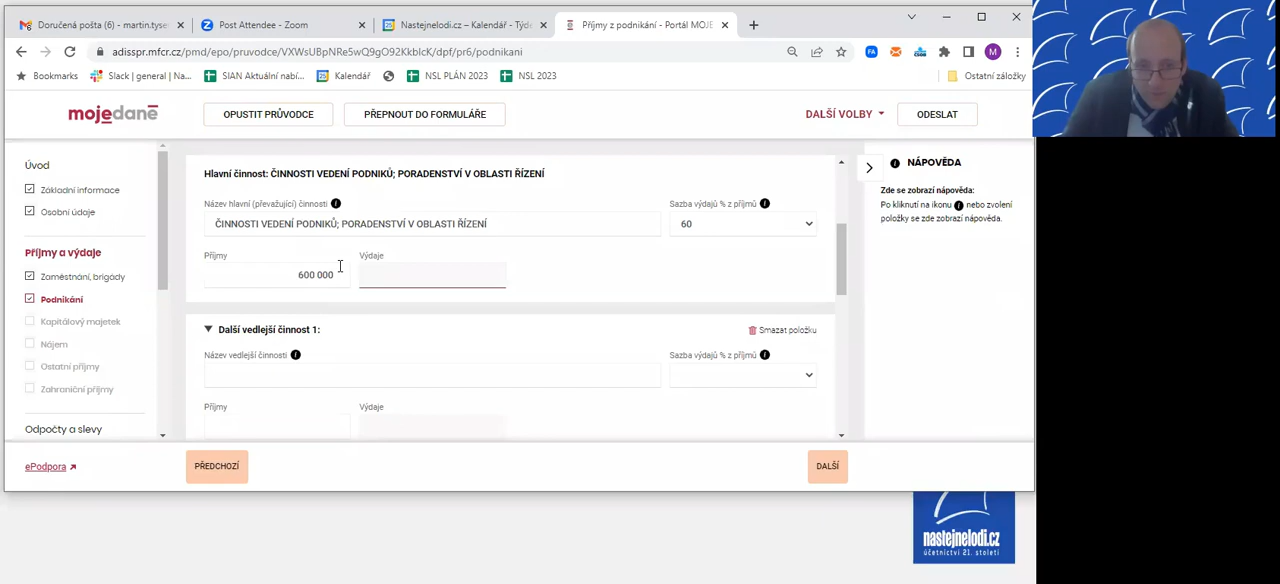 Doručená pošta (6) - martin.tyser
Post Attendee - Zoom
Nastejnelodi.cz – Kalendář - Týde
Příjmy z podnikání - Portál MOJE
adisspr.mfcr.cz/pmd/epo/pruvodce/VXWsUBpNRe5wQ9gO92KkblcK/dpf/pr6/podnikani
Bookmarks
Slack | general | Na...
SIAN Aktuální nabí...
Kalendář
NSL PLÁN 2023
NSL 2023
Ostatní záložky
mojedaně
OPUSTIT PRŮVODCE
PŘEPNOUT DO FORMULÁŘE
DALŠÍ VOLBY
ODESLAT
Úvod
Základní informace
Osobní údaje
Příjmy a výdaje
Zaměstnání, brigády
Podnikání
Kapitálový majetek
Nájem
Ostatní příjmy
Zahraniční příjmy
Odpočty a slevy
ePodpora
Hlavní činnost: ČINNOSTI VEDENÍ PODNIKŮ; PORADENSTVÍ V OBLASTI ŘÍZENÍ
Název hlavní (převažující) činnosti
Sazba výdajů % z příjmů
ČINNOSTI VEDENÍ PODNIKŮ; PORADENSTVÍ V OBLASTI ŘÍZENÍ
60
Příjmy
Výdaje
600 000
Další vedlejší činnost 1:
Smazat položku
Název vedlejší činnosti
Sazba výdajů % z příjmů
Příjmy
Výdaje
PŘEDCHOZÍ
DALŠÍ
NÁPOVĚDA
Zde se zobrazí nápověda:
Po kliknutí na ikonu i nebo zvolení
položky se zde zobrazí nápověda.
nastejnelodi.cz
účetnictví 21. století